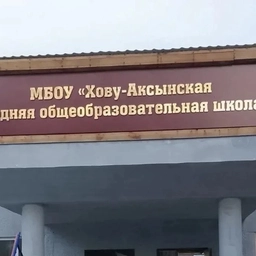 МБОУ «Хову-Аксынская
дняя общеобразовательная школа